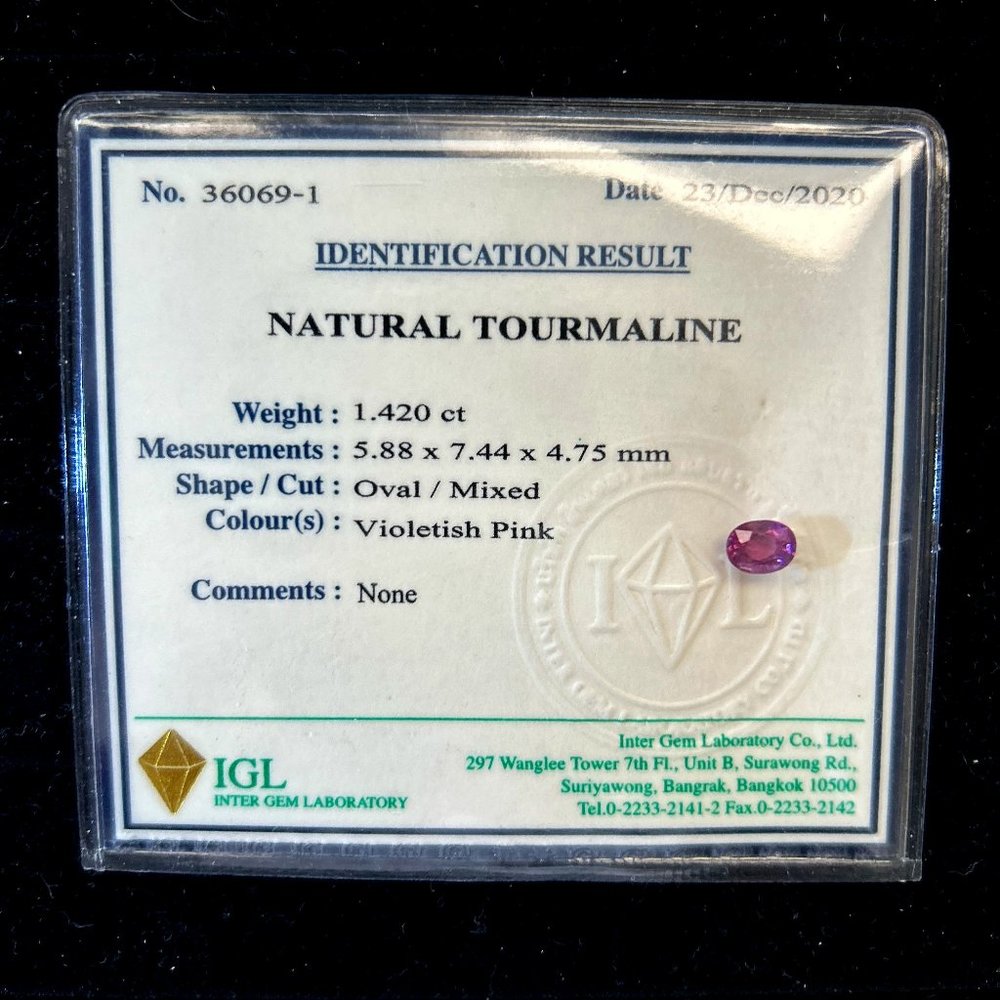 No. 36069-1 Date 23/Dec/2020
IDENTIFICATION RESULT
NATURAL TOURMALINE
Weight : 1.420 ct
Measurements : 5.88 x 7.44 x 4.75 mm
Shape / Cut : Oval / Mixed
Colour(s) : Violetish Pink
Comments : None
I L
IGL
INTER GEM LABORATORY
Inter Gem Laboratory Co., Ltd.
297 Wanglee Tower 7th Fl., Unit B, Surawong Rd.,
Suriyawong, Bangrak, Bangkok 10500
Tel.0-2233-2141-2 Fax.0-2233-2142